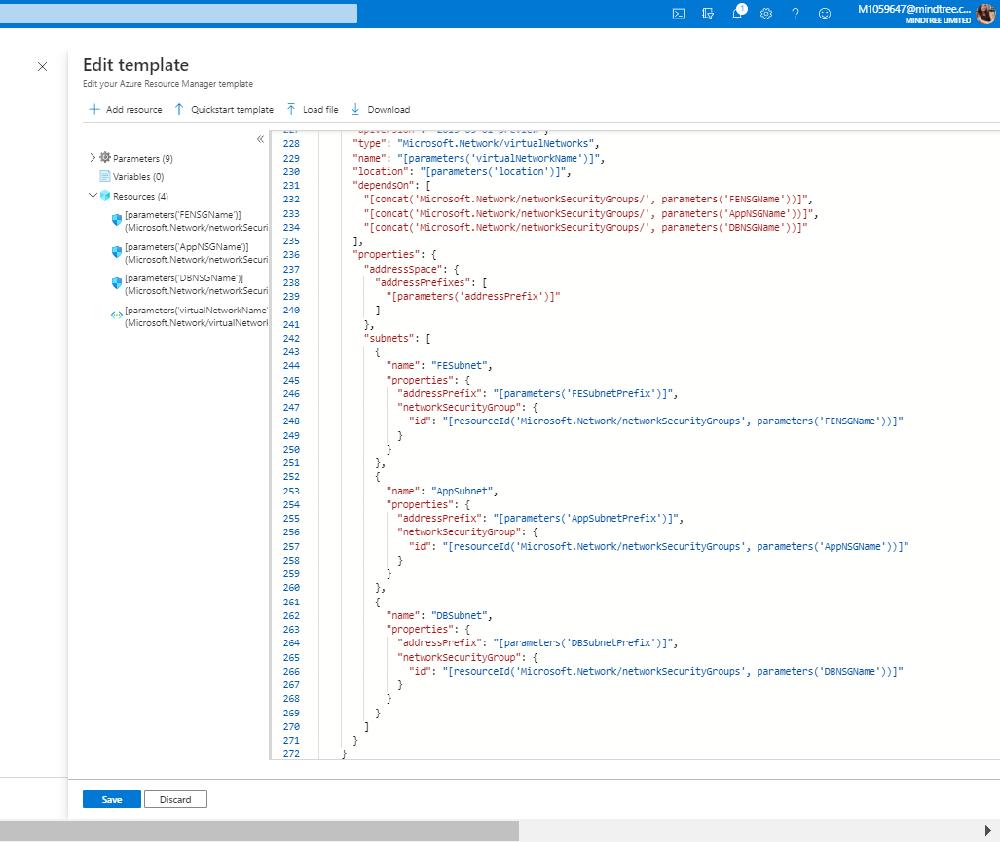 1
M1059647@mindtree.c...
MINDTREE LIMITED
Edit template
Edit your Azure Resource Manager template
Add resource
Quickstart template
Load file
Download
Parameters (9)
Variables (0)
Resources (4)
[parameters('FENSGName')]
(Microsoft.Network/networkSecuri
[parameters('AppNSGName')]
(Microsoft.Network/networkSecuri
[parameters('DBNSGName')]
(Microsoft.Network/networkSecuri
[parameters('virtualNetworkName'
(Microsoft.Network/virtualNetwork
228 "type": "Microsoft.Network/virtualNetworks",
229 "name": "[parameters('virtualNetworkName')]",
230 "location": "[parameters('location')]",
231 "dependsOn": [
232 "[concat('Microsoft.Network/networkSecurityGroups/', parameters('FENSGName'))]",
233 "[concat('Microsoft.Network/networkSecurityGroups/', parameters('AppNSGName'))]",
234 "[concat('Microsoft.Network/networkSecurityGroups/', parameters('DBNSGName'))]"
235 ],
236 "properties": {
237 "addressSpace": {
238 "addressPrefixes": [
239 "[parameters('addressPrefix')]"
240 ]
241 },
242 "subnets": [
243 {
244 "name": "FESubnet",
245 "properties": {
246 "addressPrefix": "[parameters('FESubnetPrefix')]",
247 "networkSecurityGroup": {
248 "id": "[resourceId('Microsoft.Network/networkSecurityGroups', parameters('FENSGName'))]"
249 }
250 }
251 },
252 {
253 "name": "AppSubnet",
254 "properties": {
255 "addressPrefix": "[parameters('AppSubnetPrefix')]",
256 "networkSecurityGroup": {
257 "id": "[resourceId('Microsoft.Network/networkSecurityGroups', parameters('AppNSGName'))]"
258 }
259 }
260 },
261 {
262 "name": "DBSubnet",
263 "properties": {
264 "addressPrefix": "[parameters('DBSubnetPrefix')]",
265 "networkSecurityGroup": {
266 "id": "[resourceId('Microsoft.Network/networkSecurityGroups', parameters('DBNSGName'))]"
267 }
268 }
269 }
270 ]
271 }
272 }
Save
Discard